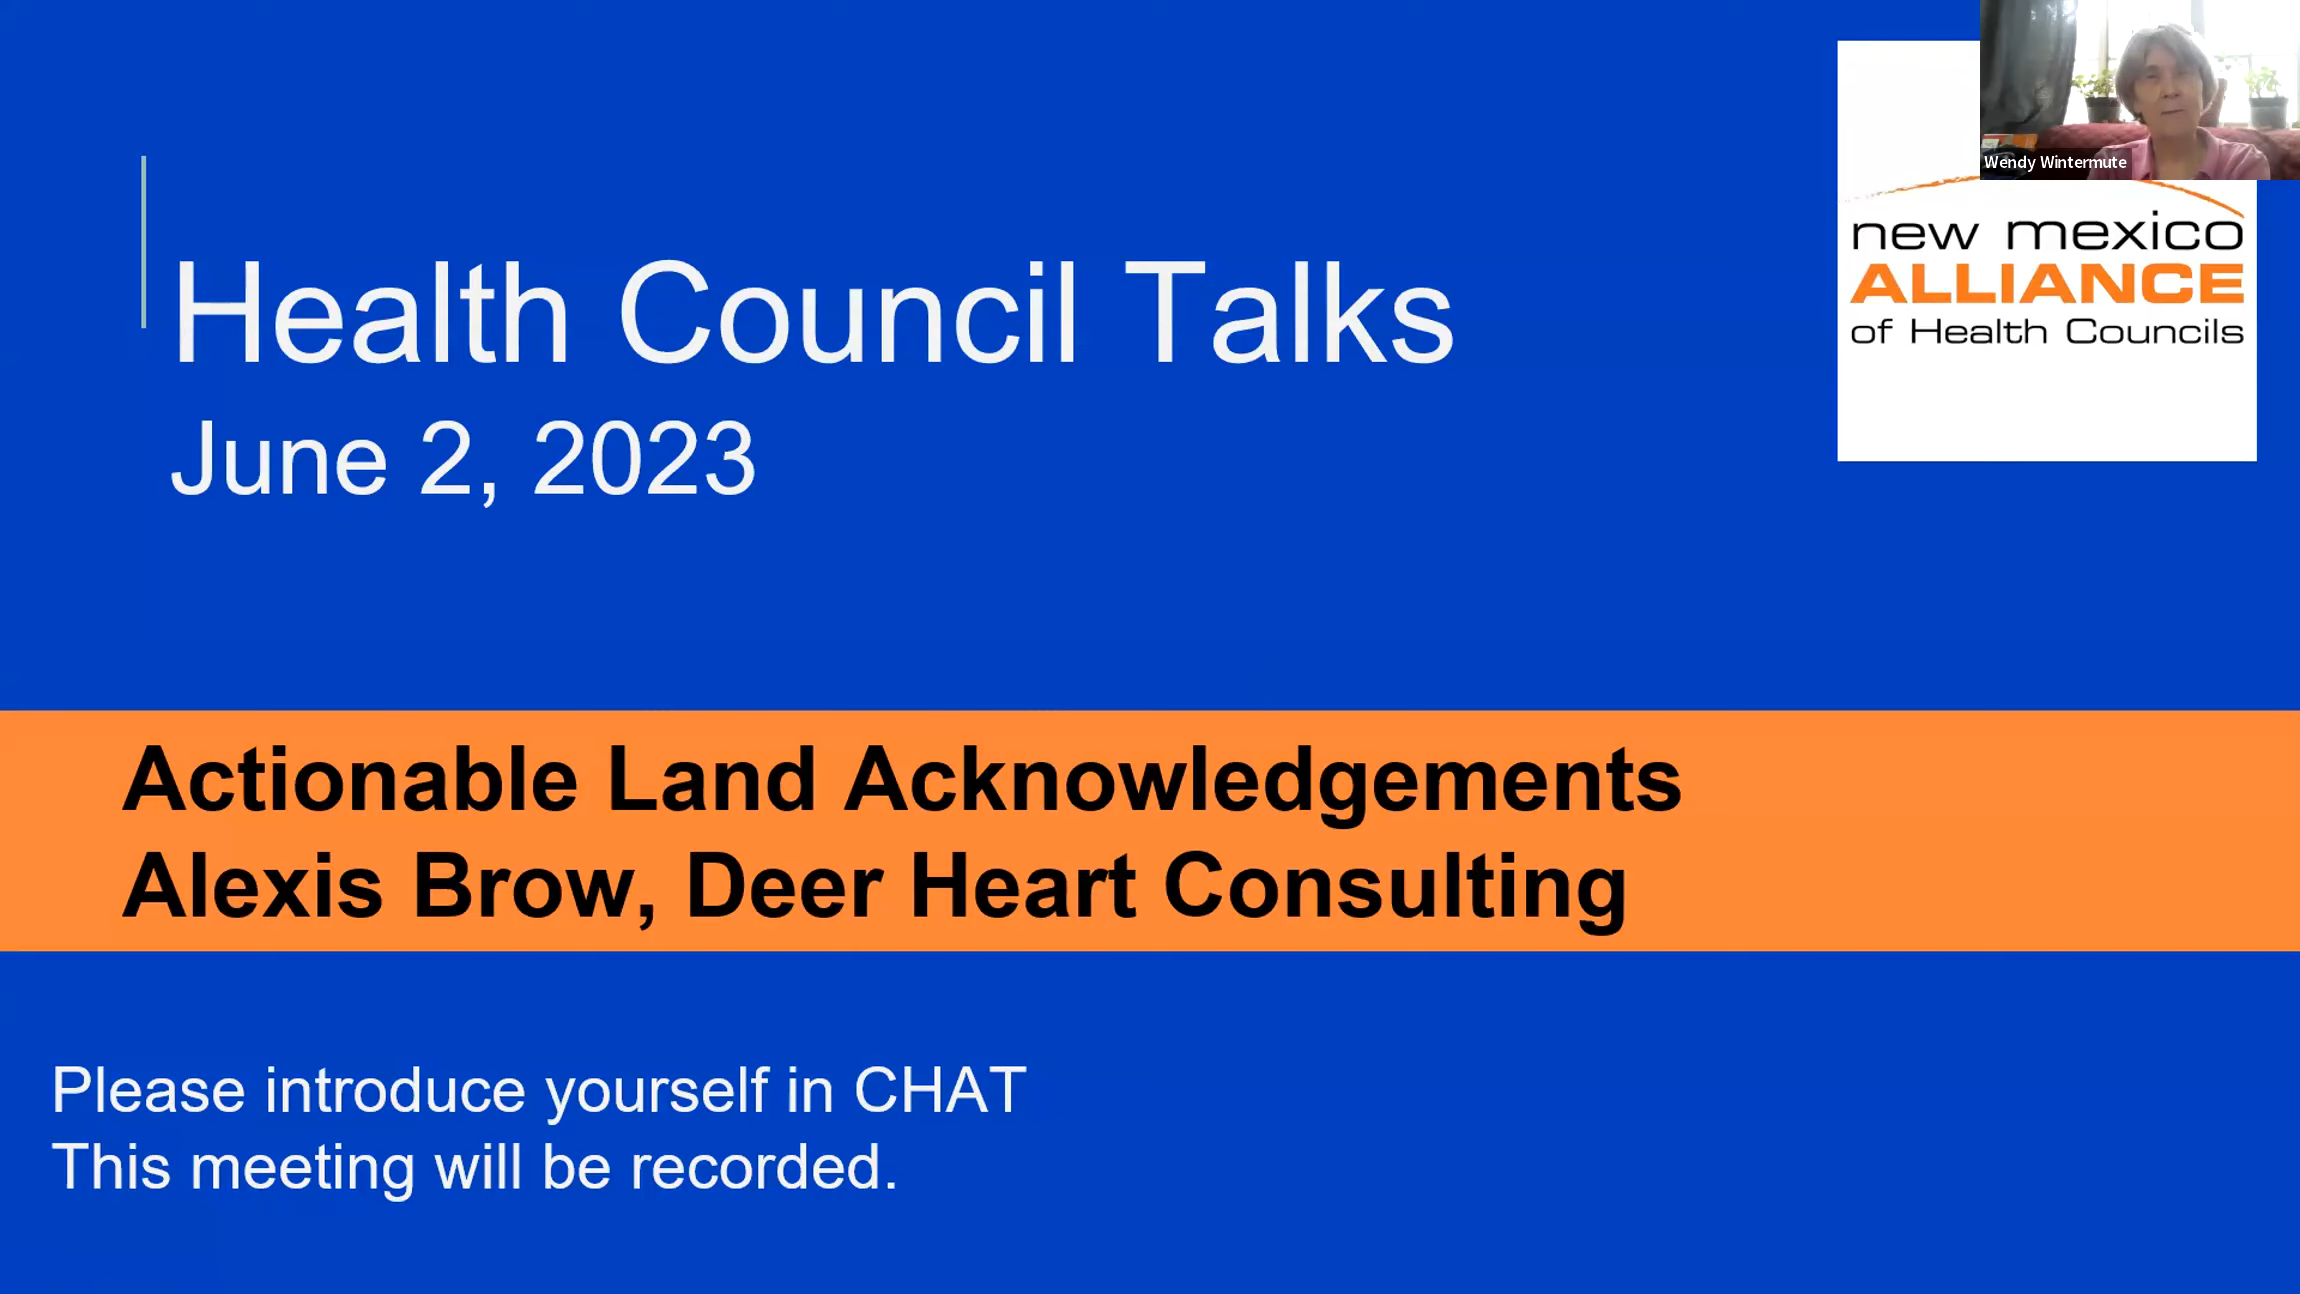 Wendy Wintermute
new mexico
ALLIANCE
of Health Councils
Health Council Talks
June 2, 2023
Actionable Land Acknowledgements
Alexis Brow, Deer Heart Consulting
Please introduce yourself in CHAT
This meeting will be recorded.